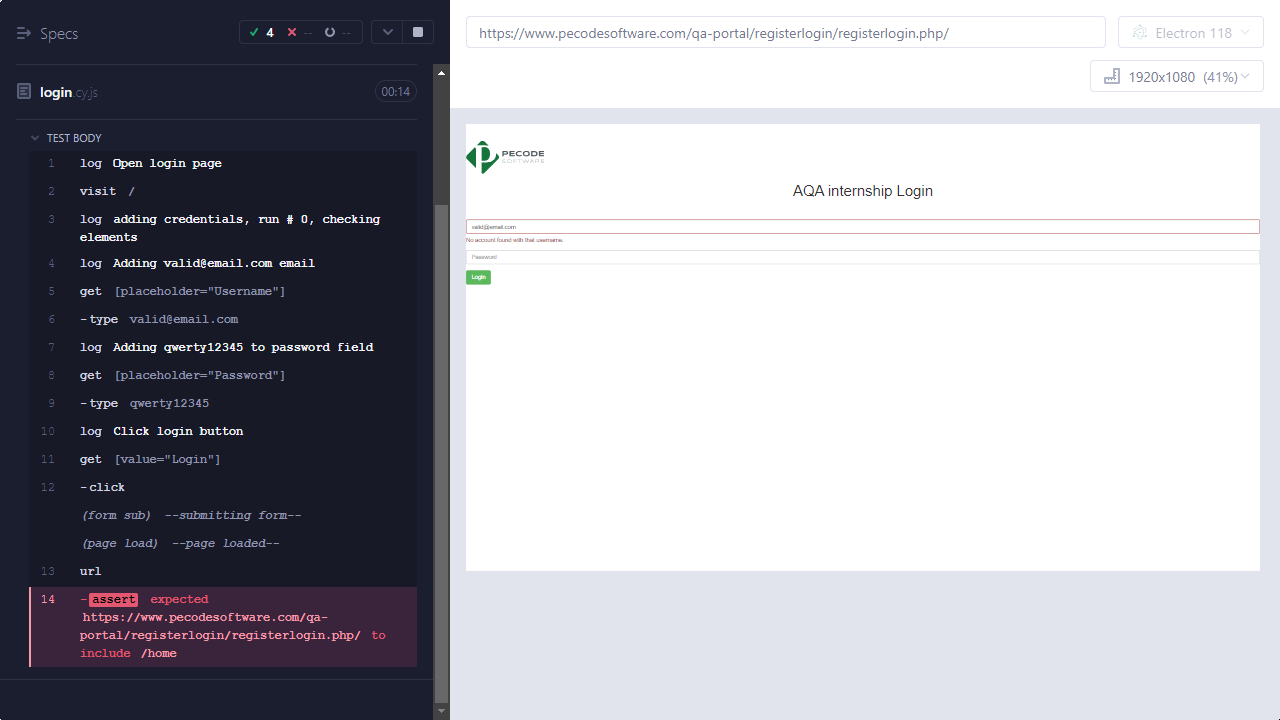 Specs
4 -- --
login.cy.js
00:14
TEST BODY
1 log Open login page
2 visit /
3 log adding credentials, run # 0, checking
elements
4 log Adding valid@email.com email
5 get [placeholder="Username"]
6 -type valid@email.com
7 log Adding qwerty12345 to password field
8 get [placeholder="Password"]
9 -type qwerty12345
10 log Click login button
11 get [value="Login"]
12 -click
(form sub) --submitting form--
(page load) --page loaded--
13 url
14 -assert expected
https://www.pecodesoftware.com/qa-
portal/registerlogin/registerlogin.php/ to
include /home
https://www.pecodesoftware.com/qa-portal/registerlogin/registerlogin.php/
Electron 118
1920x1080 (41%)
PECODE
SOFTWARE
AQA internship Login
valid@email.com
No account found with that username.
Password
Login